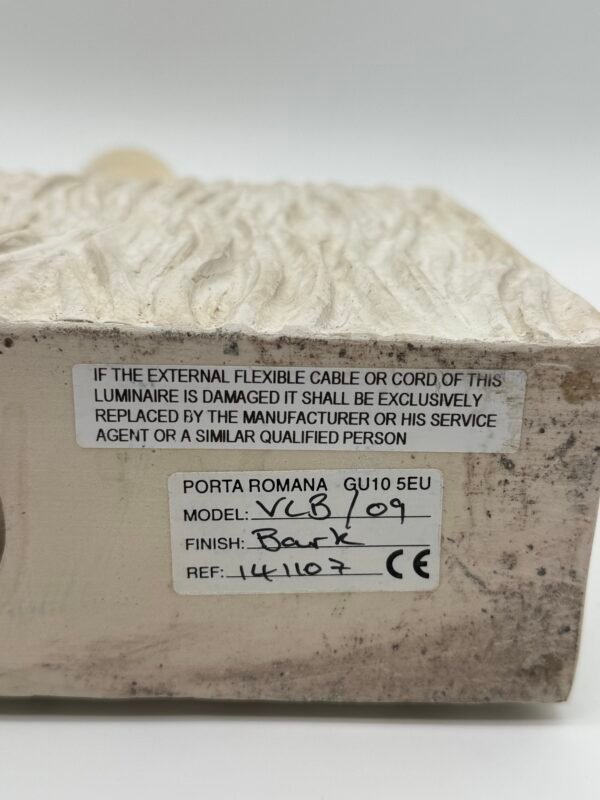 IF THE EXTERNAL FLEXIBLE CABLE OR CORD OF THIS
LUMINAIRE IS DAMAGED IT SHALL BE EXCLUSIVELY
REPLACED BY THE MANUFACTURER OR HIS SERVICE
AGENT OR A SIMILAR QUALIFIED PERSON
PORTA ROMANA GU10 5EU
MODEL: VLB/09
FINISH: Bark
REF: 141107 CE